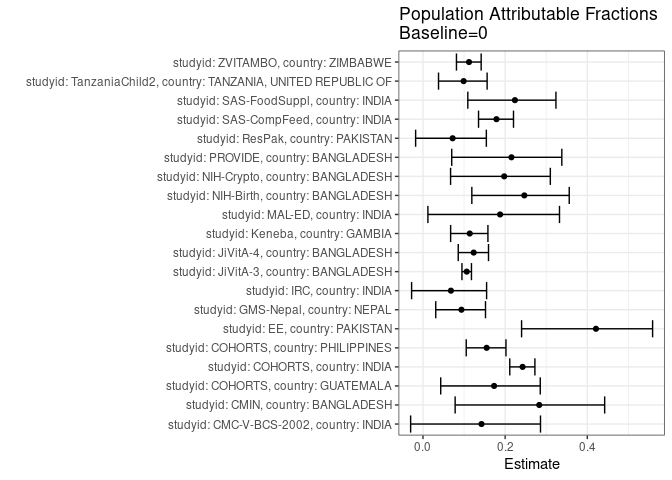 Population Attributable Fractions
Baseline=0
studyid: ZVITAMBO, country: ZIMBABWE
studyid: TanzaniaChild2, country: TANZANIA, UNITED REPUBLIC OF
studyid: SAS-FoodSuppl, country: INDIA
studyid: SAS-CompFeed, country: INDIA
studyid: ResPak, country: PAKISTAN
studyid: PROVIDE, country: BANGLADESH
studyid: NIH-Crypto, country: BANGLADESH
studyid: NIH-Birth, country: BANGLADESH
studyid: MAL-ED, country: INDIA
studyid: Keneba, country: GAMBIA
studyid: JiVitA-4, country: BANGLADESH
studyid: JiVitA-3, country: BANGLADESH
studyid: IRC, country: INDIA
studyid: GMS-Nepal, country: NEPAL
studyid: EE, country: PAKISTAN
studyid: COHORTS, country: PHILIPPINES
studyid: COHORTS, country: INDIA
studyid: COHORTS, country: GUATEMALA
studyid: CMIN, country: BANGLADESH
studyid: CMC-V-BCS-2002, country: INDIA
0.0 0.2 0.4
Estimate